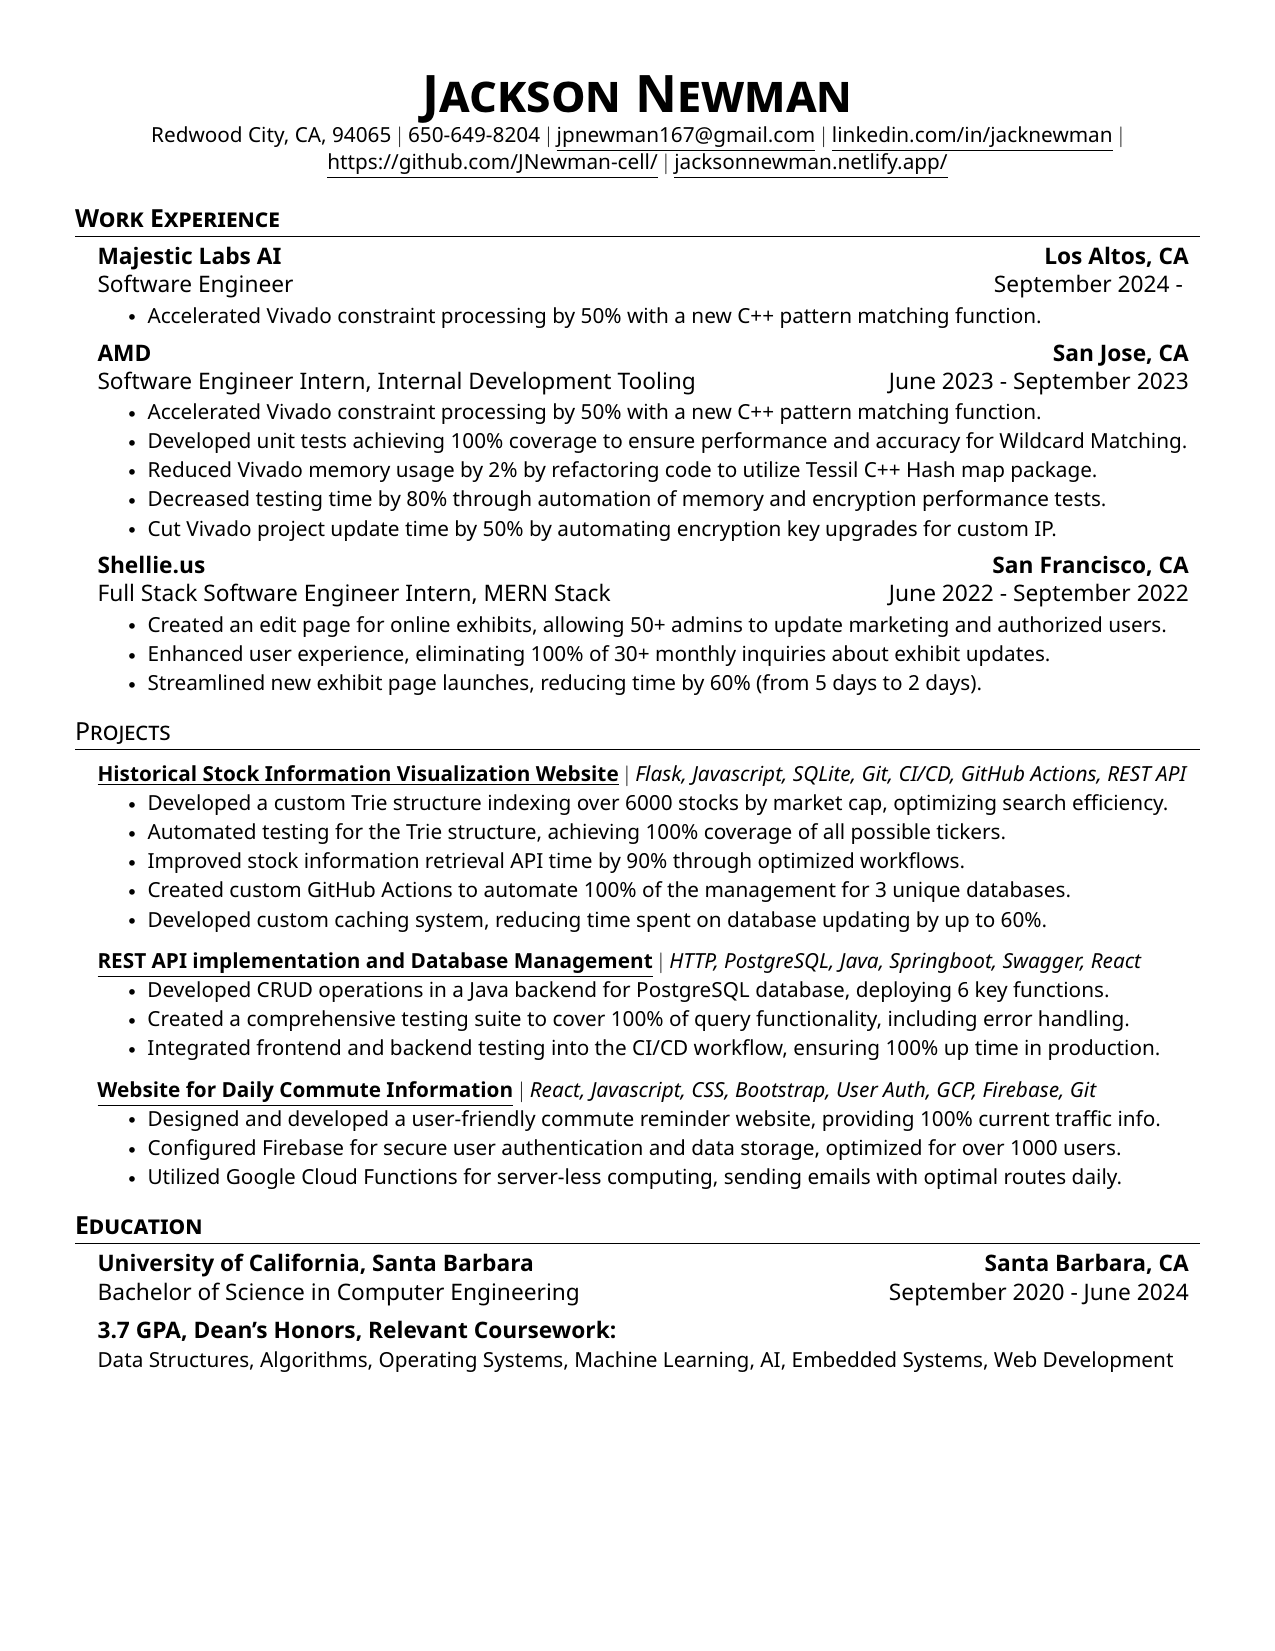 Jackson Newman
Redwood City, CA, 94065 | 650-649-8204 | jpnewman167@gmail.com | linkedin.com/in/jacknewman |
https://github.com/JNewman-cell/ | jacksonnewman.netlify.app/
Work Experience
Majestic Labs AI Los Altos, CA
Software Engineer September 2024 -
• Accelerated Vivado constraint processing by 50% with a new C++ pattern matching function.
AMD San Jose, CA
Software Engineer Intern, Internal Development Tooling June 2023 - September 2023
• Accelerated Vivado constraint processing by 50% with a new C++ pattern matching function.
• Developed unit tests achieving 100% coverage to ensure performance and accuracy for Wildcard Matching.
• Reduced Vivado memory usage by 2% by refactoring code to utilize Tessil C++ Hash map package.
• Decreased testing time by 80% through automation of memory and encryption performance tests.
• Cut Vivado project update time by 50% by automating encryption key upgrades for custom IP.
Shellie.us San Francisco, CA
Full Stack Software Engineer Intern, MERN Stack June 2022 - September 2022
• Created an edit page for online exhibits, allowing 50+ admins to update marketing and authorized users.
• Enhanced user experience, eliminating 100% of 30+ monthly inquiries about exhibit updates.
• Streamlined new exhibit page launches, reducing time by 60% (from 5 days to 2 days).
Projects
Historical Stock Information Visualization Website | Flask, Javascript, SQLite, Git, CI/CD, GitHub Actions, REST API
• Developed a custom Trie structure indexing over 6000 stocks by market cap, optimizing search efficiency.
• Automated testing for the Trie structure, achieving 100% coverage of all possible tickers.
• Improved stock information retrieval API time by 90% through optimized workflows.
• Created custom GitHub Actions to automate 100% of the management for 3 unique databases.
• Developed custom caching system, reducing time spent on database updating by up to 60%.
REST API implementation and Database Management | HTTP, PostgreSQL, Java, Springboot, Swagger, React
• Developed CRUD operations in a Java backend for PostgreSQL database, deploying 6 key functions.
• Created a comprehensive testing suite to cover 100% of query functionality, including error handling.
• Integrated frontend and backend testing into the CI/CD workflow, ensuring 100% up time in production.
Website for Daily Commute Information | React, Javascript, CSS, Bootstrap, User Auth, GCP, Firebase, Git
• Designed and developed a user-friendly commute reminder website, providing 100% current traffic info.
• Configured Firebase for secure user authentication and data storage, optimized for over 1000 users.
• Utilized Google Cloud Functions for server-less computing, sending emails with optimal routes daily.
Education
University of California, Santa Barbara Santa Barbara, CA
Bachelor of Science in Computer Engineering September 2020 - June 2024
3.7 GPA, Dean’s Honors, Relevant Coursework:
Data Structures, Algorithms, Operating Systems, Machine Learning, AI, Embedded Systems, Web Development